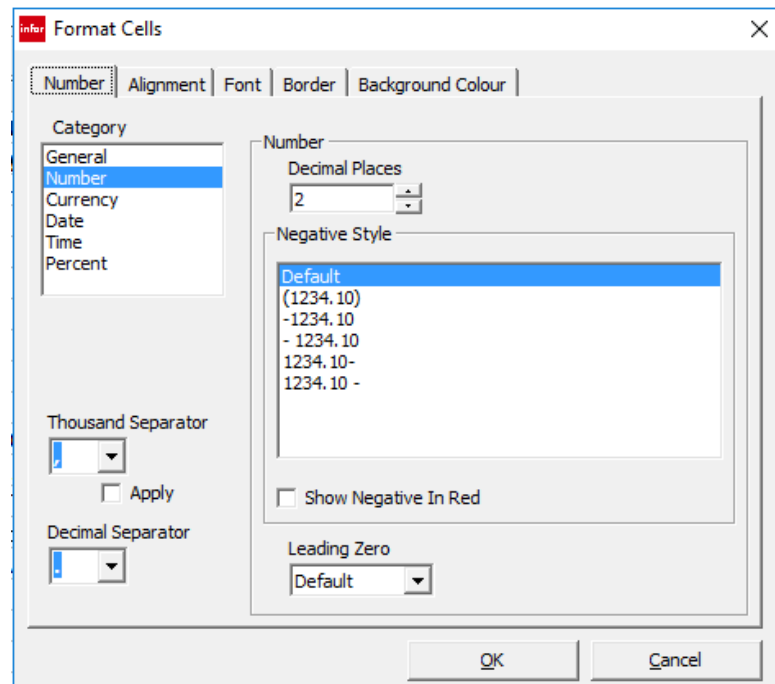 infor Format Cells
Number Alignment Font Border Background Colour
Category
General
Number
Currency
Date
Time
Percent
Thousand Separator
,
Apply
Decimal Separator
.
Number
Decimal Places
2
Negative Style
Default
(1234.10)
-1234.10
- 1234.10
1234.10-
1234.10 -
Show Negative In Red
Leading Zero
Default
OK Cancel